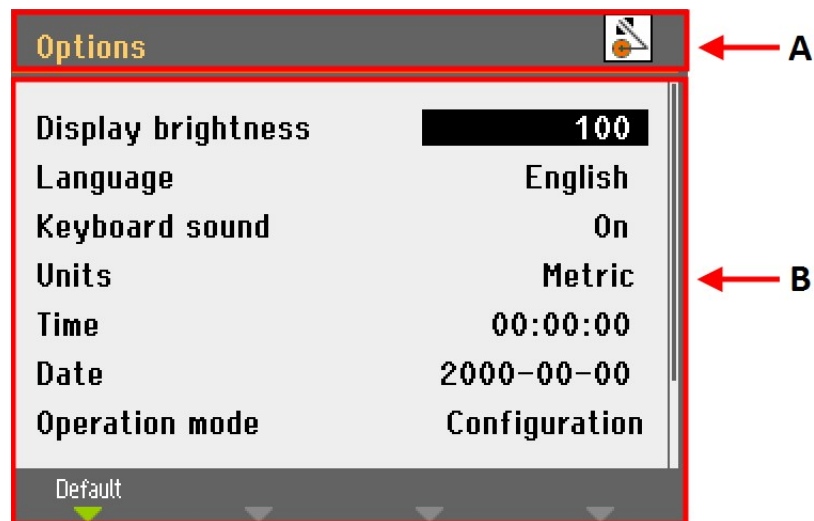 Options
A
Display brightness 100
Language English
Keyboard sound On
Units Metric
B
Time 00:00:00
Date 2000-00-00
Operation mode Configuration
Default